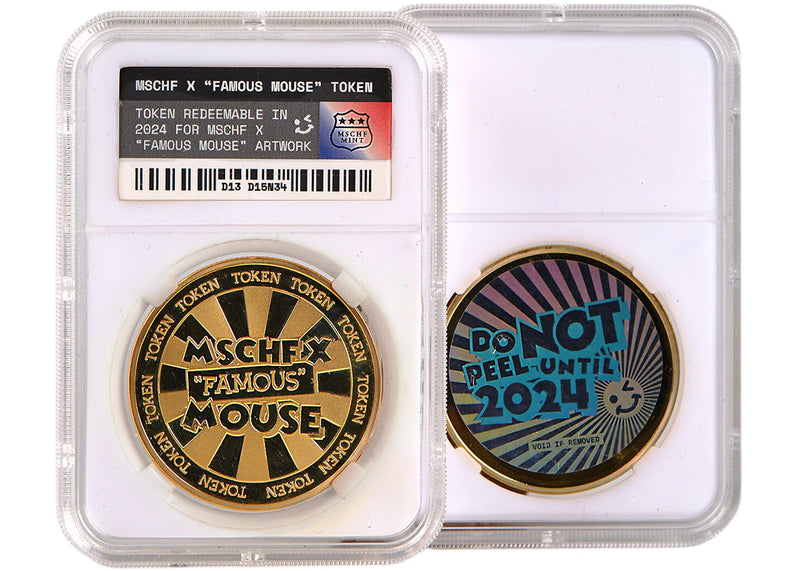 MSCHF X "FAMOUS MOUSE" TOKEN
TOKEN REDEEMABLE IN
2024 FOR MSCHF X
"FAMOUS MOUSE" ARTWORK
MSCHF
MINT
D13 D15N34
TOKEN TOKEN TOKEN TOKEN TOKEN TOKEN TOKEN TOKEN TOKEN TOKEN TOKEN
MSCHF X
"FAMOUS"
MOUSE
DO NOT
PEEL UNTIL
2024
VOID IF REMOVED